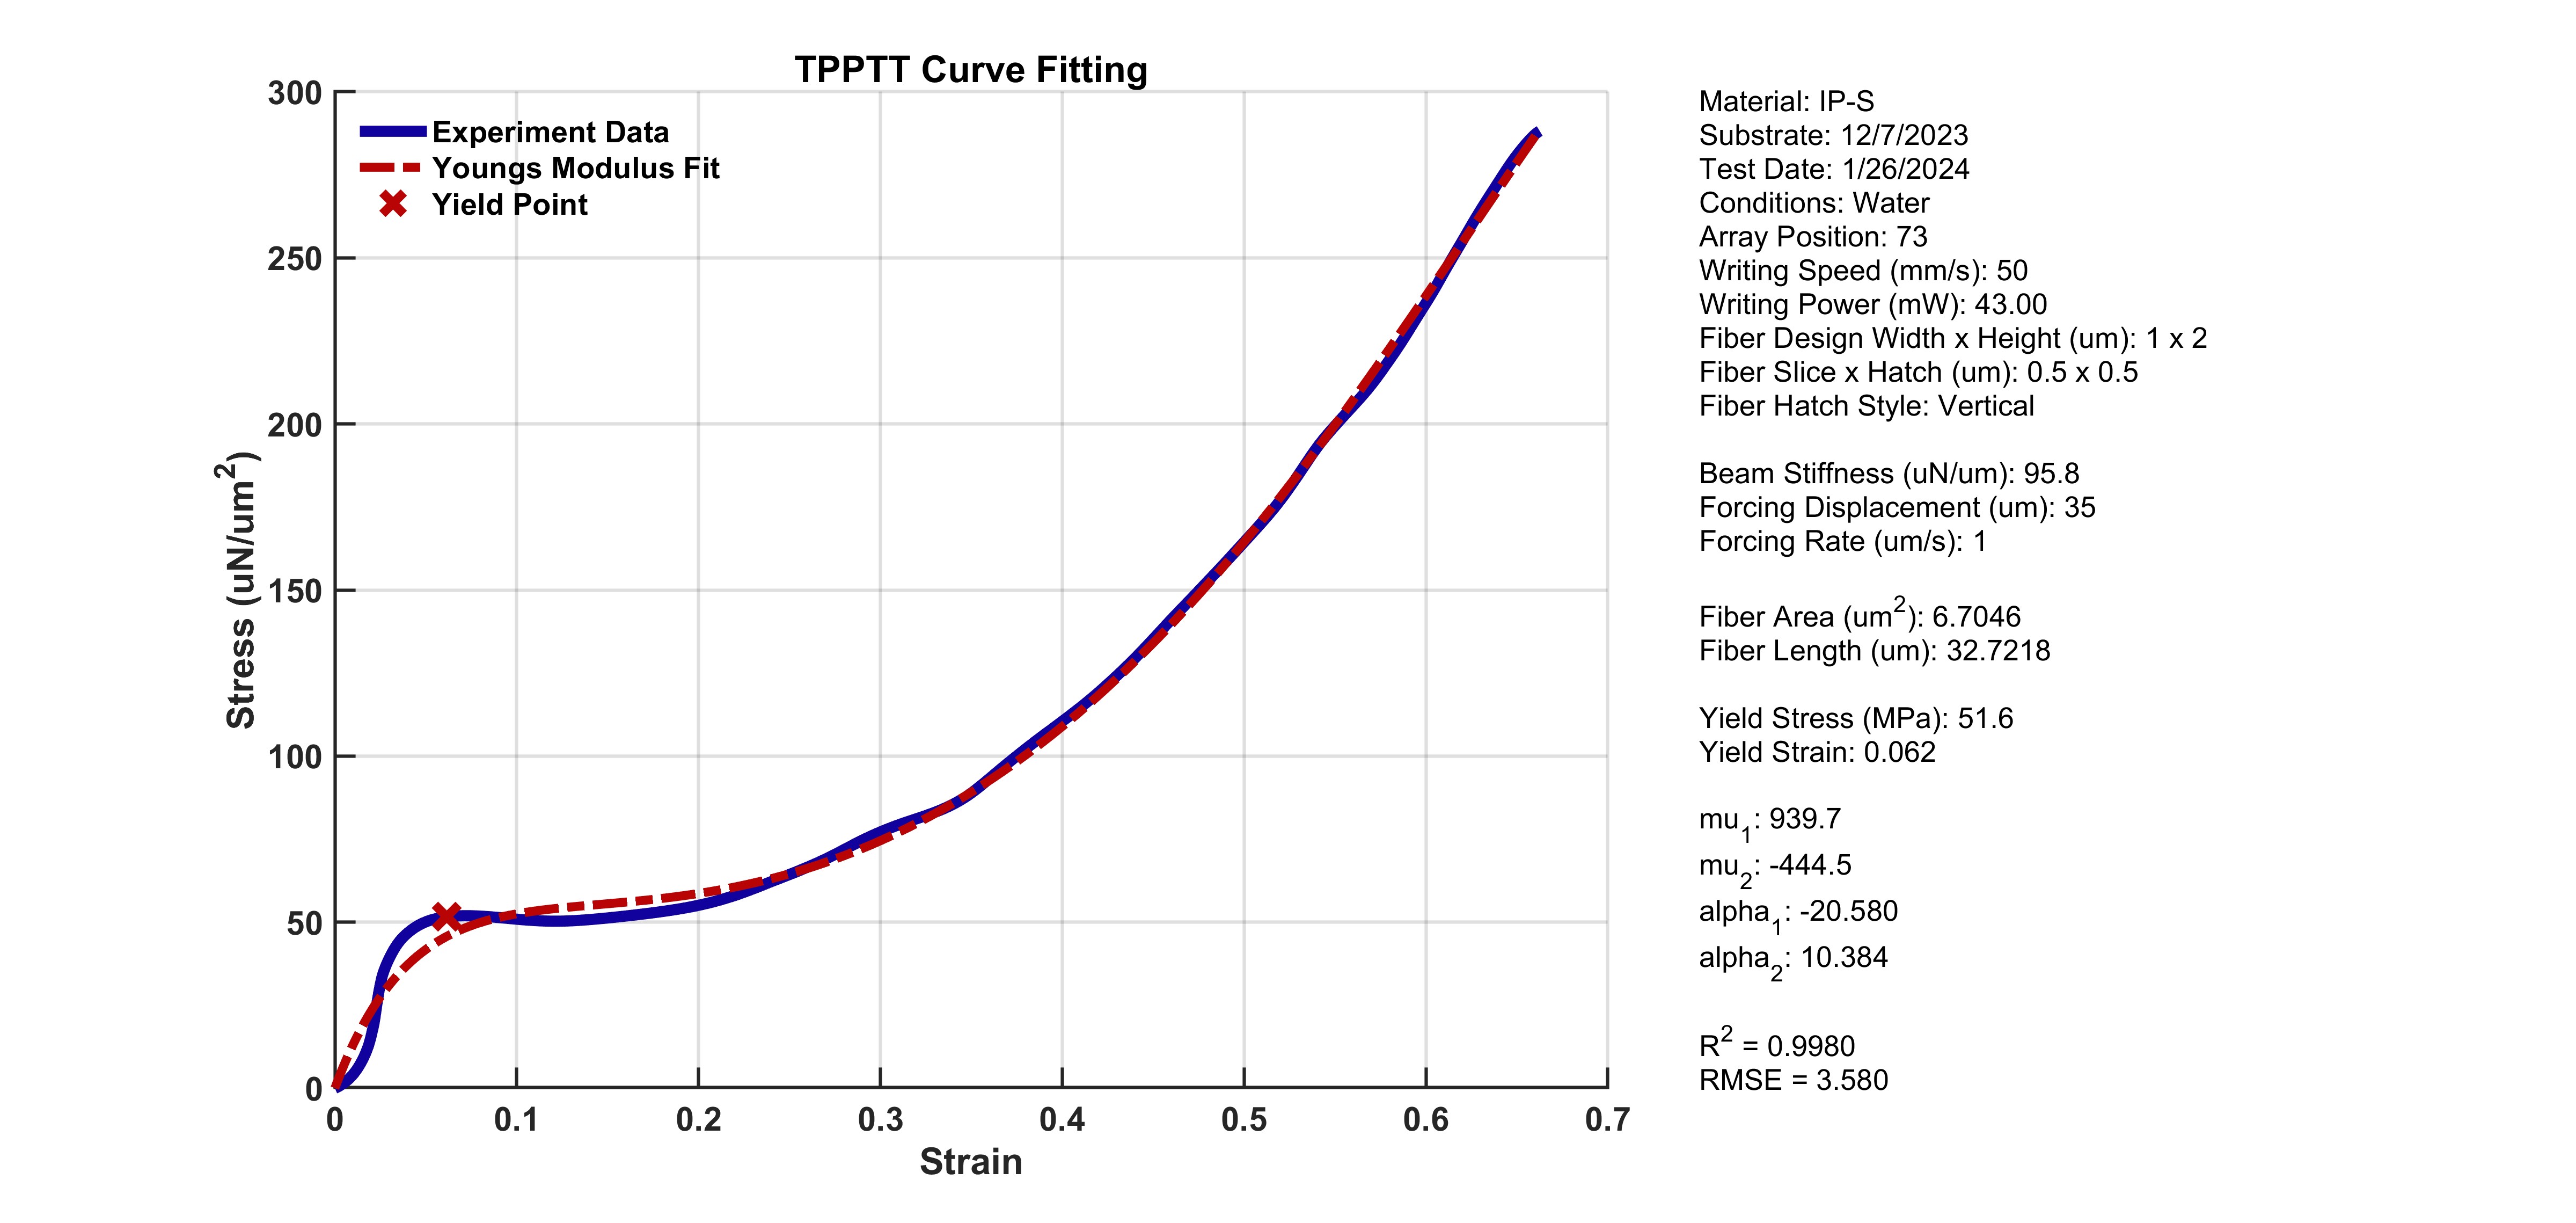 TPPTT Curve Fitting
300
250
200
150
100
50
0
Stress (uN/um²)
Experiment Data
Youngs Modulus Fit
Yield Point
0 0.1 0.2 0.3 0.4 0.5 0.6 0.7
Strain
Material: IP-S
Substrate: 12/7/2023
Test Date: 1/26/2024
Conditions: Water
Array Position: 73
Writing Speed (mm/s): 50
Writing Power (mW): 43.00
Fiber Design Width x Height (um): 1 x 2
Fiber Slice x Hatch (um): 0.5 x 0.5
Fiber Hatch Style: Vertical
Beam Stiffness (uN/um): 95.8
Forcing Displacement (um): 35
Forcing Rate (um/s): 1
Fiber Area (um²): 6.7046
Fiber Length (um): 32.7218
Yield Stress (MPa): 51.6
Yield Strain: 0.062
mu₁: 939.7
mu₂: -444.5
alpha₁: -20.580
alpha₂: 10.384
R² = 0.9980
RMSE = 3.580